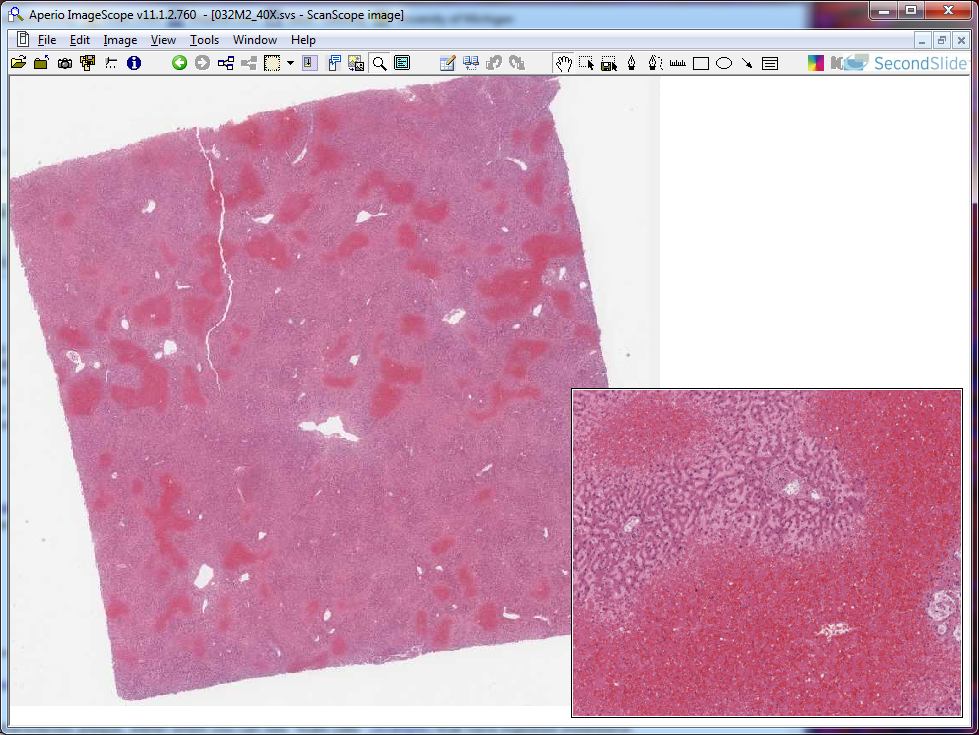 Aperio ImageScope v11.1.2.760 - [032M2_40X.svs - ScanScope image]
File Edit Image View Tools Window Help
SecondSlide